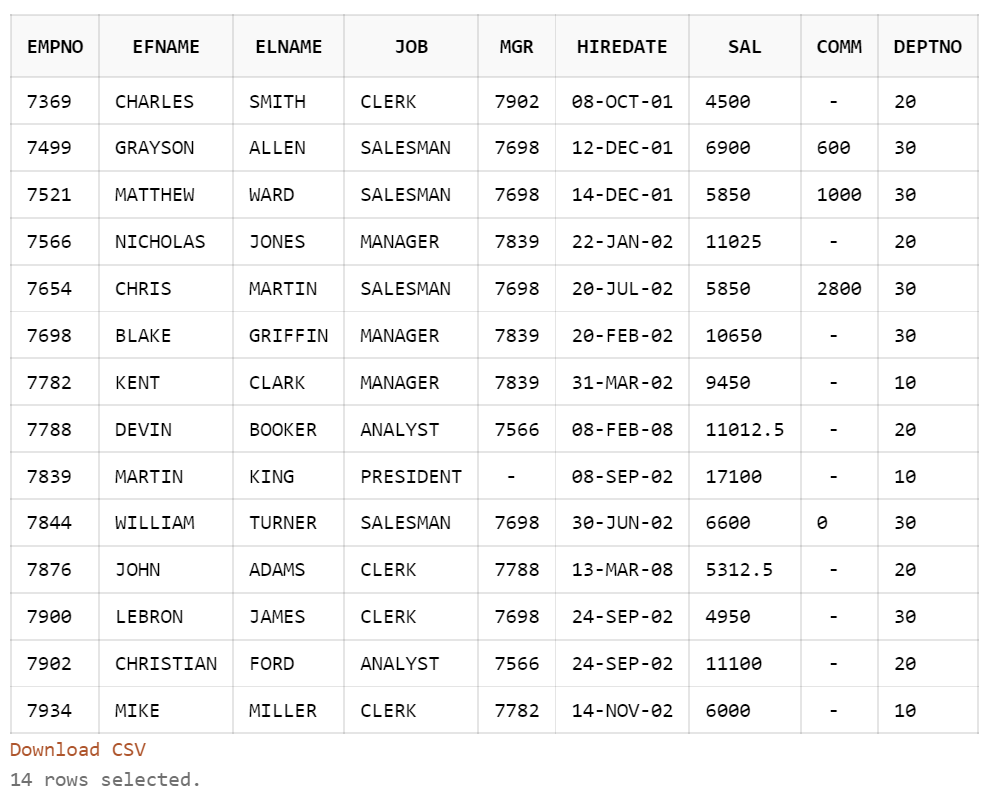 EMPNO EFNAME ELNAME JOB MGR HIREDATE SAL COMM DEPTNO
7369 CHARLES SMITH CLERK 7902 08-OCT-01 4500 - 20
7499 GRAYSON ALLEN SALESMAN 7698 12-DEC-01 6900 600 30
7521 MATTHEW WARD SALESMAN 7698 14-DEC-01 5850 1000 30
7566 NICHOLAS JONES MANAGER 7839 22-JAN-02 11025 - 20
7654 CHRIS MARTIN SALESMAN 7698 20-JUL-02 5850 2800 30
7698 BLAKE GRIFFIN MANAGER 7839 20-FEB-02 10650 - 30
7782 KENT CLARK MANAGER 7839 31-MAR-02 9450 - 10
7788 DEVIN BOOKER ANALYST 7566 08-FEB-08 11012.5 - 20
7839 MARTIN KING PRESIDENT - 08-SEP-02 17100 - 10
7844 WILLIAM TURNER SALESMAN 7698 30-JUN-02 6600 0 30
7876 JOHN ADAMS CLERK 7788 13-MAR-08 5312.5 - 20
7900 LEBRON JAMES CLERK 7698 24-SEP-02 4950 - 30
7902 CHRISTIAN FORD ANALYST 7566 24-SEP-02 11100 - 20
7934 MIKE MILLER CLERK 7782 14-NOV-02 6000 - 10
Download CSV
14 rows selected.